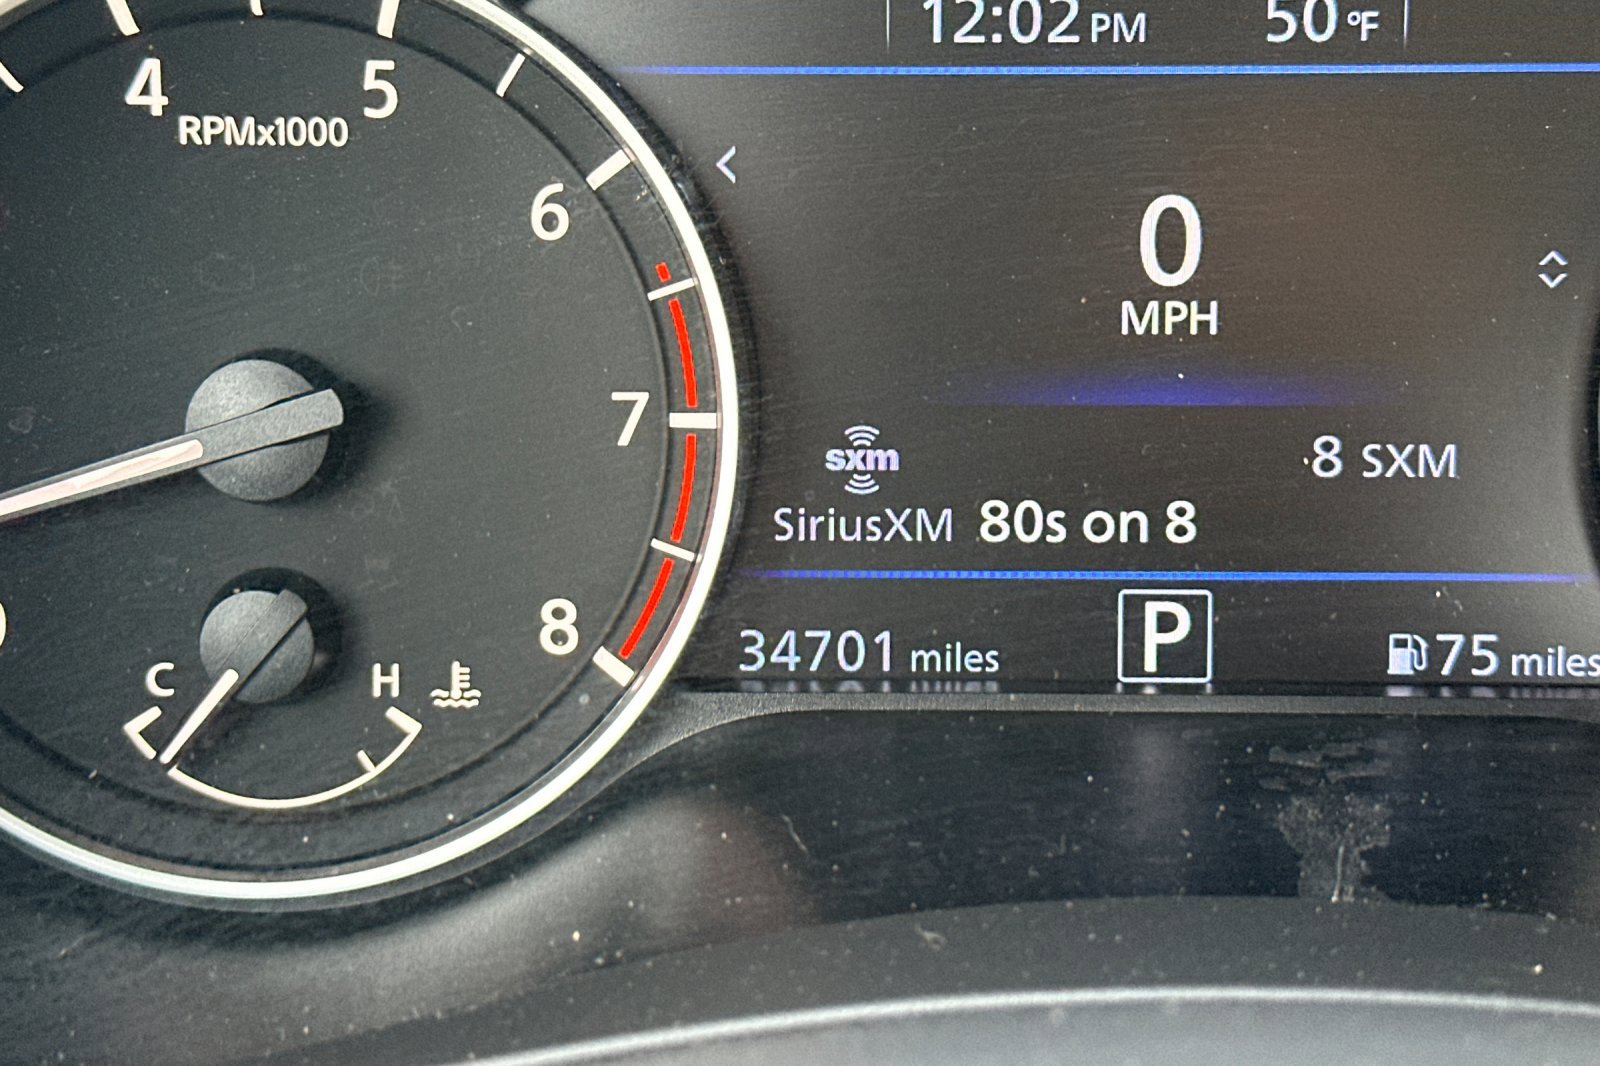 12:02 PM 50 °F
4 5
RPMx1000
6
0
MPH
7
sxm
8 SXM
SiriusXM 80s on 8
8
34701 miles P 75 miles
C H